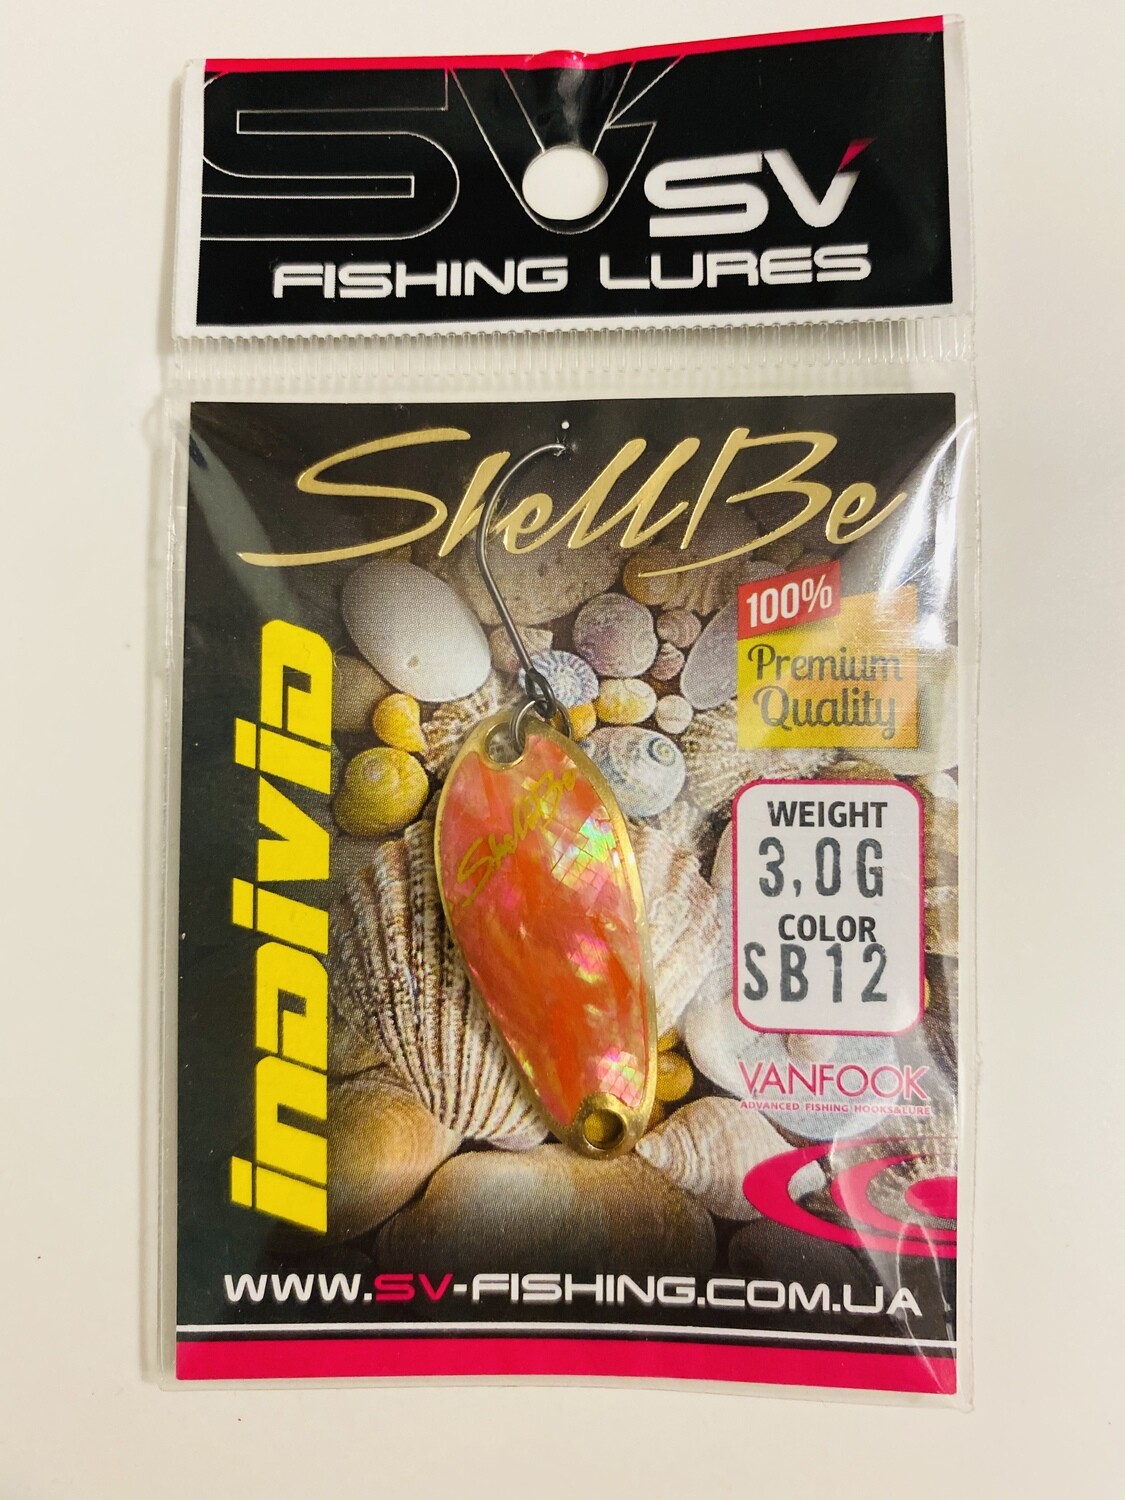 SV
SV
FISHING LURES
ShellBe
inDiViD
100%
Premium
Quality
ShellBe
WEIGHT
3,0G
COLOR
SB12
VANFOOK
ADVANCED FISHING HOOKS&LURE
WWW.SV-FISHING.COM.UA